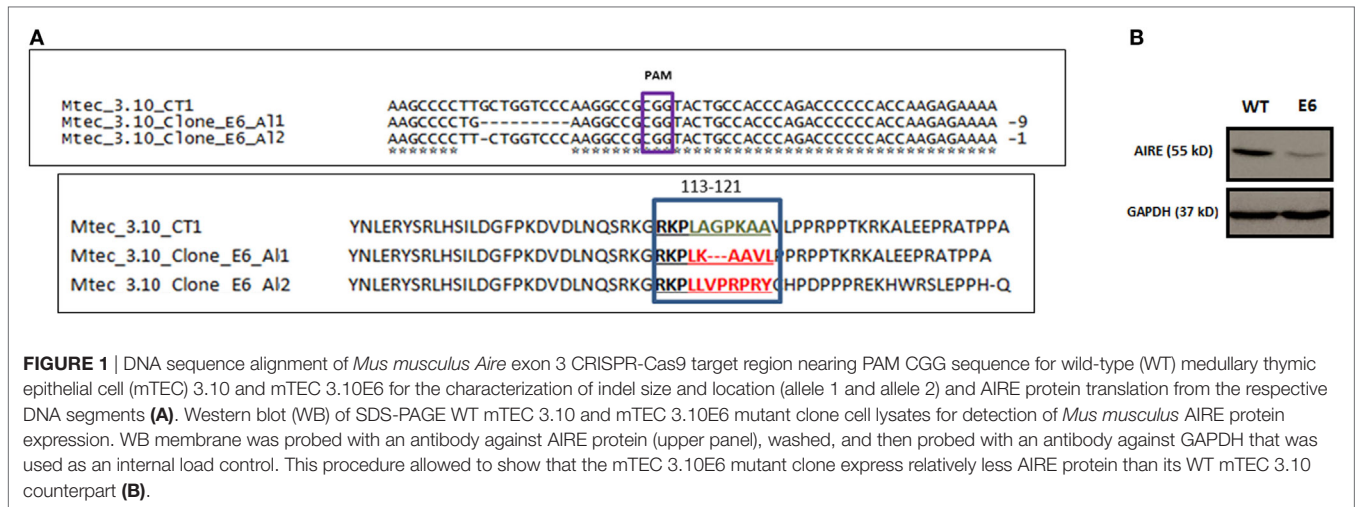 A
PAM
Mtec_3.10_CT1 AAGCCCCTTGCTGGTCCCAAGGCCGCGGTACTGCCACCCAGACCCCCCACCAAGAGAAAA
Mtec_3.10_Clone_E6_Al1 AAGCCCCTG---------AAGGCCGCGGTACTGCCACCCAGACCCCCCACCAAGAGAAAA -9
Mtec_3.10_Clone_E6_Al2 AAGCCCCTT-CTGGTCCCAAGGCCGCGGTACTGCCACCCAGACCCCCCACCAAGAGAAAA -1
113-121
Mtec_3.10_CT1 YNLERYSRLHSILDGFPKDVDLNQSRKGRKPLAGPKAAVLPPRPPTKRKALEEPRATPPA
Mtec_3.10_Clone_E6_Al1 YNLERYSRLHSILDGFPKDVDLNQSRKGRKPLK---AAVLPPRPPTKRKALEEPRATPPA
Mtec 3.10 Clone E6 Al2 YNLERYSRLHSILDGFPKDVDLNQSRKGRKPLLVPRPRYCHPDPPPREKHWRSLEPPH-Q
B
WT E6
AIRE (55 kD)
GAPDH (37 kD)
FIGURE 1 | DNA sequence alignment of Mus musculus Aire exon 3 CRISPR-Cas9 target region nearing PAM CGG sequence for wild-type (WT) medullary thymic
epithelial cell (mTEC) 3.10 and mTEC 3.10E6 for the characterization of indel size and location (allele 1 and allele 2) and AIRE protein translation from the respective
DNA segments (A). Western blot (WB) of SDS-PAGE WT mTEC 3.10 and mTEC 3.10E6 mutant clone cell lysates for detection of Mus musculus AIRE protein
expression. WB membrane was probed with an antibody against AIRE protein (upper panel), washed, and then probed with an antibody against GAPDH that was
used as an internal load control. This procedure allowed to show that the mTEC 3.10E6 mutant clone express relatively less AIRE protein than its WT mTEC 3.10
counterpart (B).